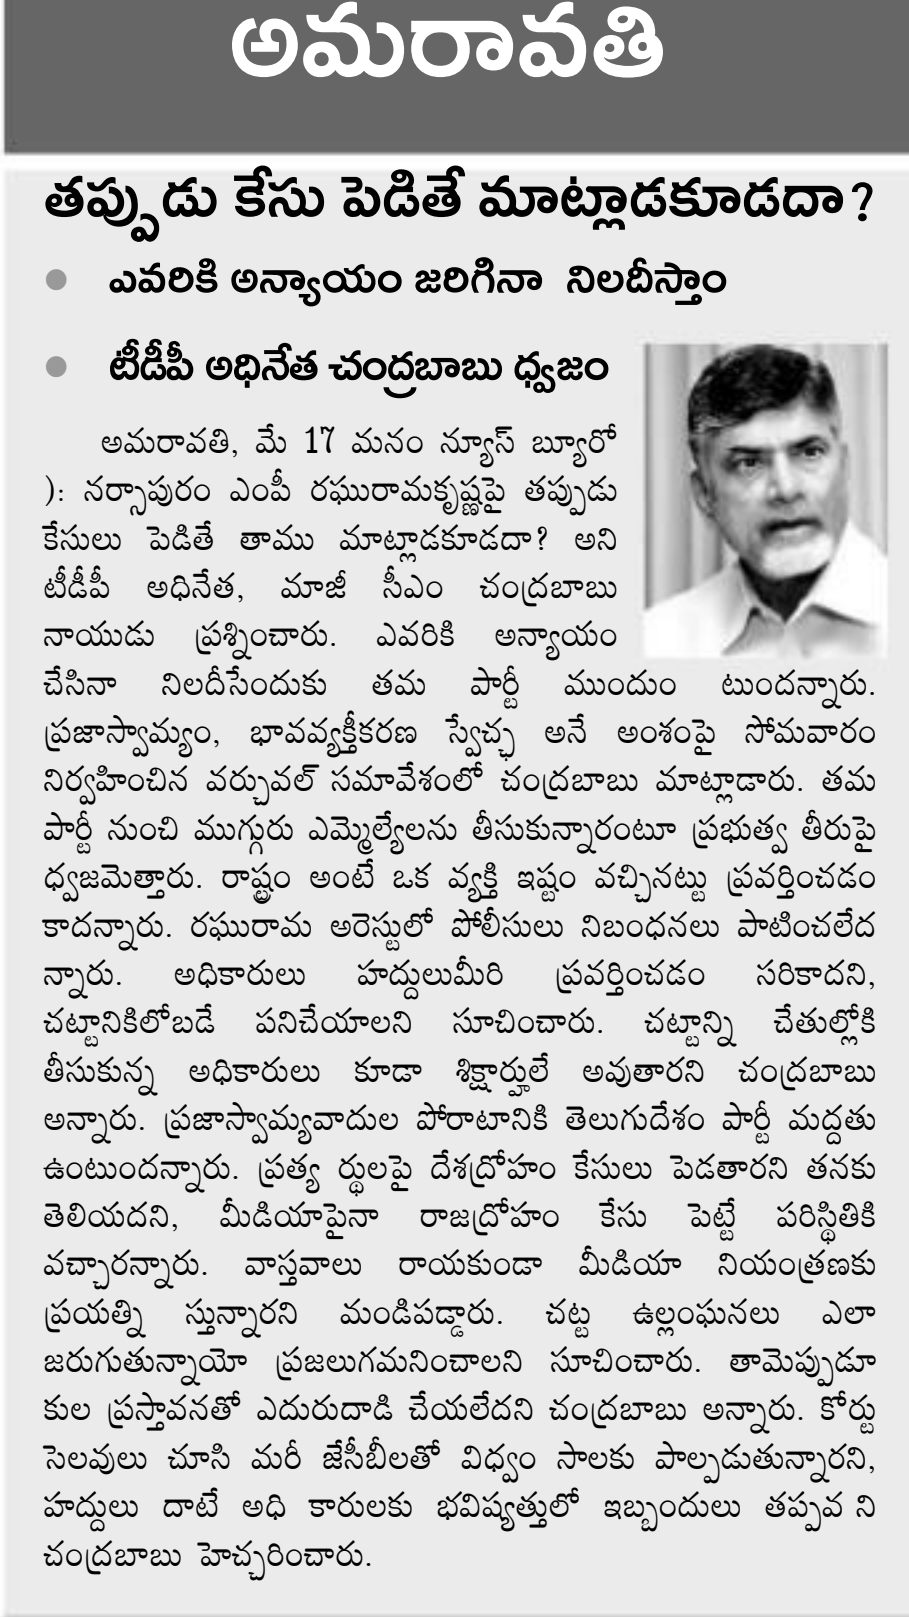 అమరావతి
తప్పుడు కేసు పెడితే మాట్లాడకూడదా?
• ఎవరికి అన్యాయం జరిగినా నిలదీస్తాం
• టీడీపీ అధినేత చంద్రబాబు ధ్వజం
అమరావతి, మే 17 మనం న్యూస్ బ్యూరో
): నర్సాపురం ఎంపీ రఘురామకృష్ణపై తప్పుడు
కేసులు పెడితే తాము మాట్లాడకూడదా? అని
టీడీపీ అధినేత, మాజీ సీఎం చంద్రబాబు
నాయుడు ప్రశ్నించారు. ఎవరికి అన్యాయం
చేసినా నిలదీసేందుకు తమ పార్టీ ముందుం టుందన్నారు.
ప్రజాస్వామ్యం, భావవ్యక్తీకరణ స్వేచ్ఛ అనే అంశంపై సోమవారం
నిర్వహించిన వర్చువల్ సమావేశంలో చంద్రబాబు మాట్లాడారు. తమ
పార్టీ నుంచి ముగ్గురు ఎమ్మెల్యేలను తీసుకున్నారంటూ ప్రభుత్వ తీరుపై
ధ్వజమెత్తారు. రాష్ట్రం అంటే ఒక వ్యక్తి ఇష్టం వచ్చినట్టు ప్రవర్తించడం
కాదన్నారు. రఘురామ అరెస్టులో పోలీసులు నిబంధనలు పాటించలేద
న్నారు. అధికారులు హద్దులుమీరి ప్రవర్తించడం సరికాదని,
చట్టానికిలోబడే పనిచేయాలని సూచించారు. చట్టాన్ని చేతుల్లోకి
తీసుకున్న అధికారులు కూడా శిక్షార్హులే అవుతారని చంద్రబాబు
అన్నారు. ప్రజాస్వామ్యవాదుల పోరాటానికి తెలుగుదేశం పార్టీ మద్దతు
ఉంటుందన్నారు. ప్రత్య ర్థులపై దేశద్రోహం కేసులు పెడతారని తనకు
తెలియదని, మీడియాపైనా రాజద్రోహం కేసు పెట్టే పరిస్థితికి
వచ్చారన్నారు. వాస్తవాలు రాయకుండా మీడియా నియంత్రణకు
ప్రయత్ని స్తున్నారని మండిపడ్డారు. చట్ట ఉల్లంఘనలు ఎలా
జరుగుతున్నాయో ప్రజలుగమనించాలని సూచించారు. తామెప్పుడూ
కుల ప్రస్తావనతో ఎదురుదాడి చేయలేదని చంద్రబాబు అన్నారు. కోర్టు
సెలవులు చూసి మరీ జేసీబీలతో విధ్వం సాలకు పాల్పడుతున్నారని,
హద్దులు దాటే అధి కారులకు భవిష్యత్తులో ఇబ్బందులు తప్పవ ని
చంద్రబాబు హెచ్చరించారు.